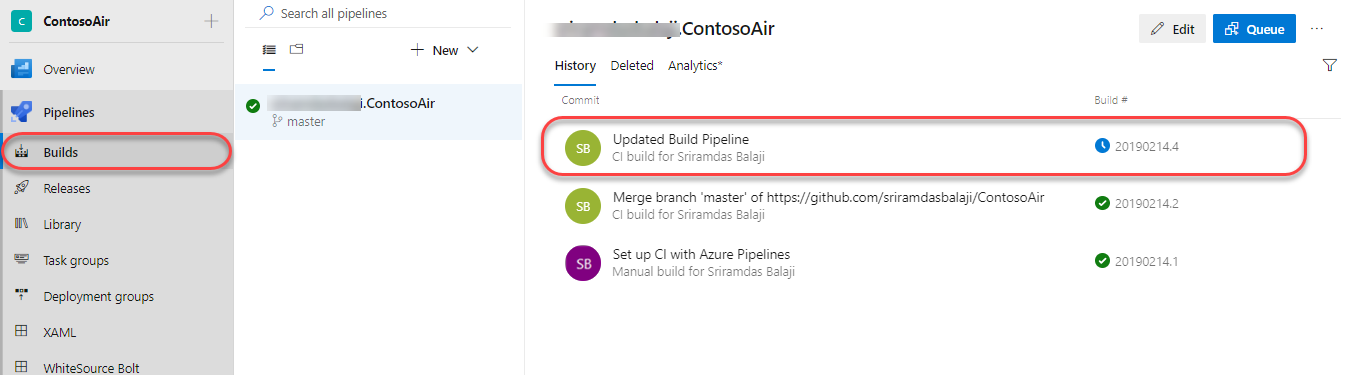 C ContosoAir
Overview
Pipelines
Builds
Releases
Library
Task groups
Deployment groups
XAML
WhiteSource Bolt
Search all pipelines
New
i.ContosoAir
master
.ContosoAir
Edit
Queue
History Deleted Analytics*
Commit Build #
SB Updated Build Pipeline 20190214.4
CI build for Sriramdas Balaji
SB Merge branch 'master' of https://github.com/sriramdasbalaji/ContosoAir 20190214.2
CI build for Sriramdas Balaji
SB Set up CI with Azure Pipelines 20190214.1
Manual build for Sriramdas Balaji